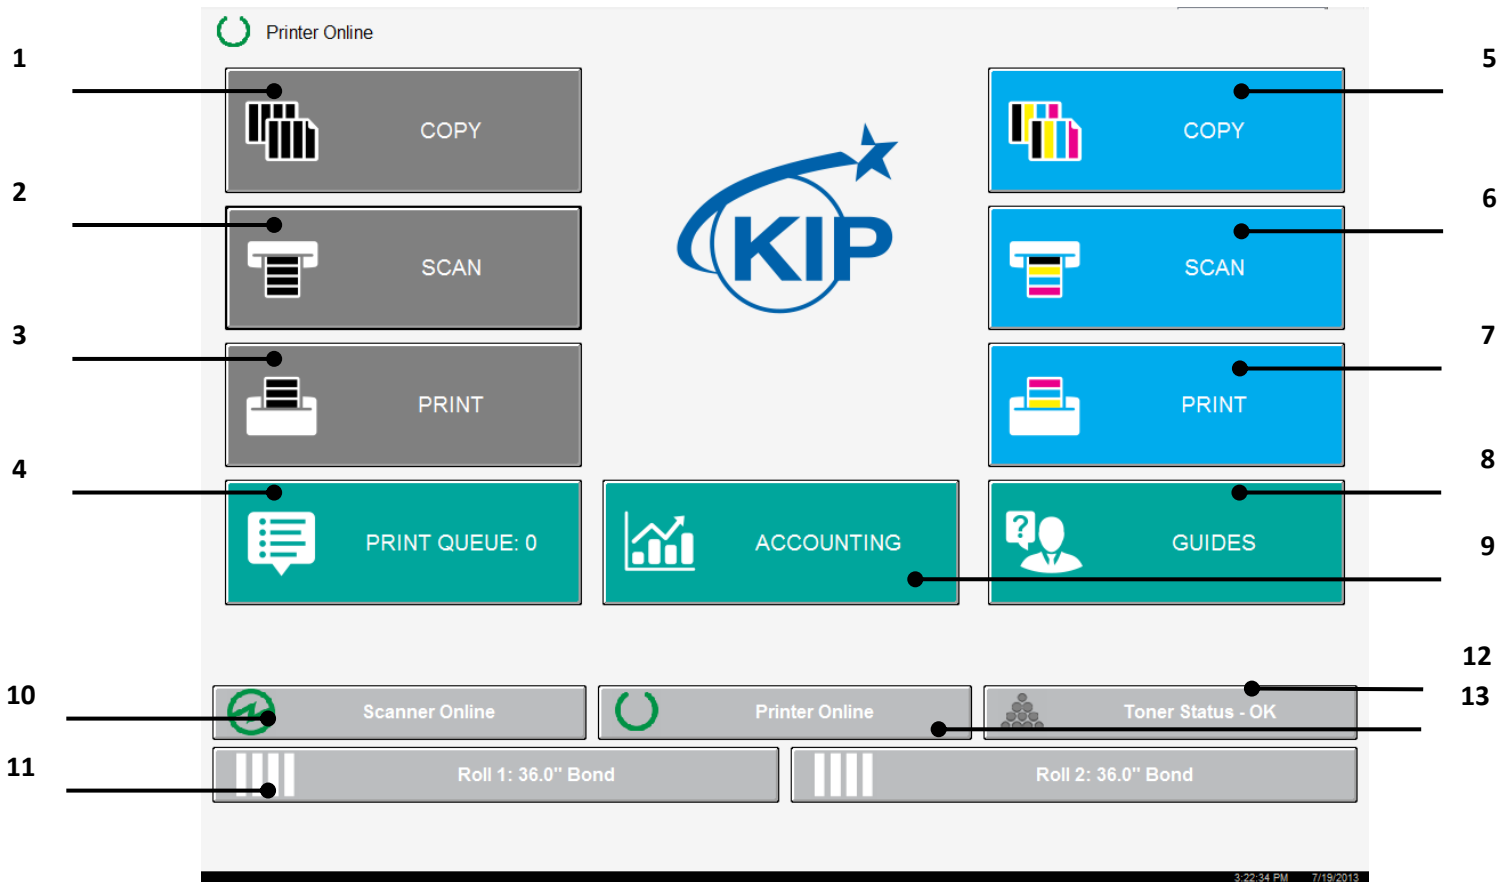 Printer Online
1
5
COPY
COPY
2
6
KIP
SCAN
SCAN
3
7
PRINT
PRINT
4
8
PRINT QUEUE: 0
ACCOUNTING
?
GUIDES
9
12
10
Scanner Online
Printer Online
Toner Status - OK
13
11
Roll 1: 36.0" Bond
Roll 2: 36.0" Bond
3:22:34 PM 7/19/2013